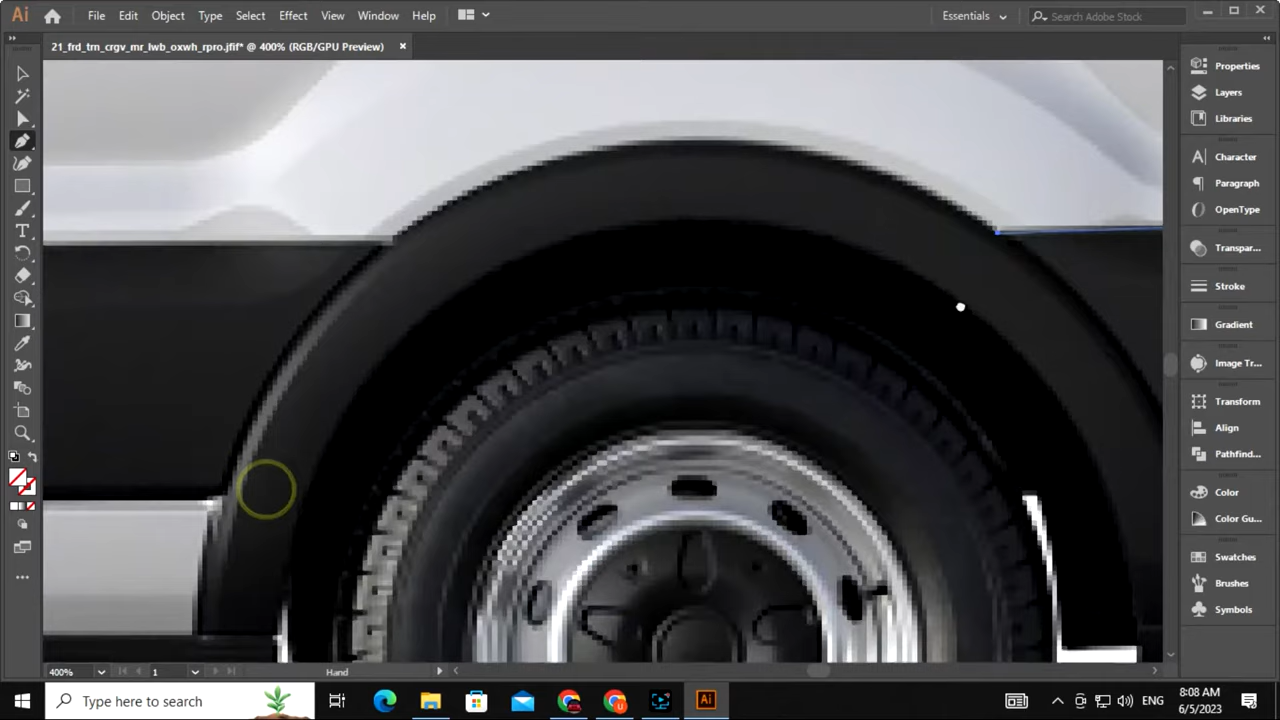 Ai File Edit Object Type Select Effect View Window Help Essentials Search Adobe Stock
21_frd_trn_crgv_mr_lwb_oxwh_rpro.jfif* @ 400% (RGB/GPU Preview) ×
Properties
Layers
Libraries
Character
Paragraph
OpenType
Transpar...
Stroke
Gradient
Image Tr...
Transform
Align
Pathfin...
Color
Color Gu...
Swatches
Brushes
Symbols
400% 1 Hand
Type here to search
Ai
ENG
8:08 AM
6/5/2023